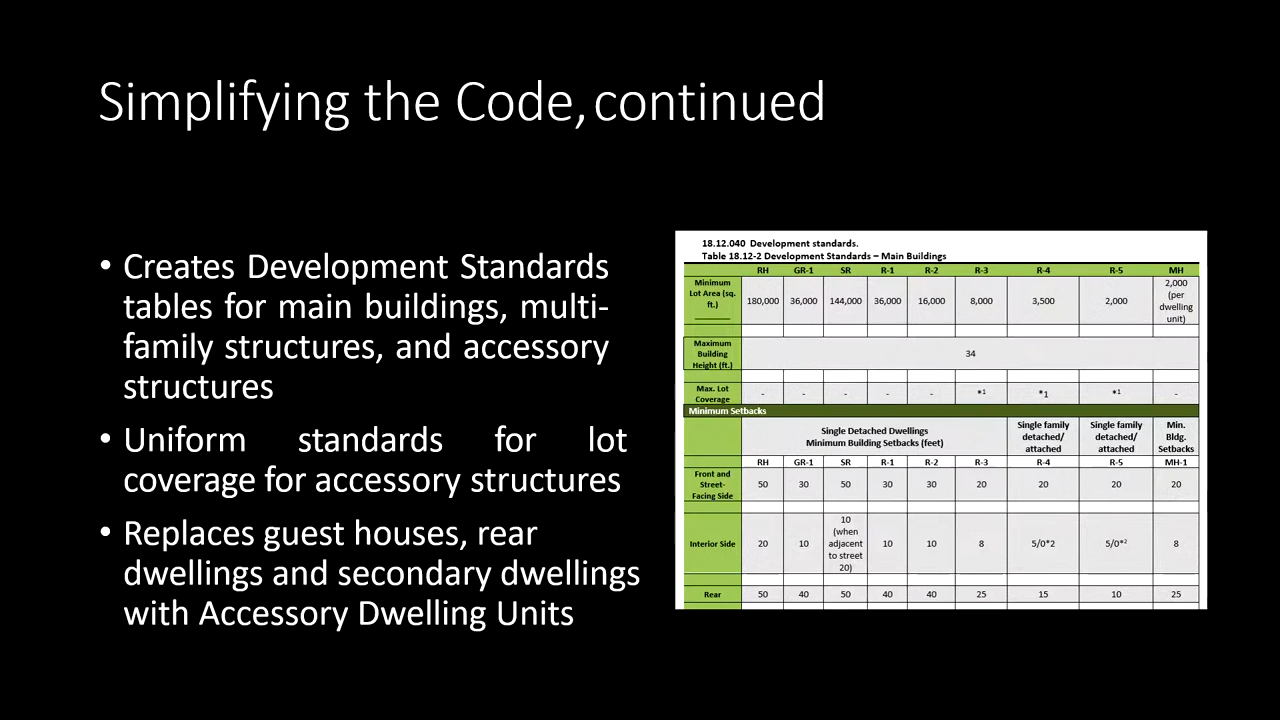 Simplifying the Code, continued
• Creates Development Standards
tables for main buildings, multi-
family structures, and accessory
structures
• Uniform standards for lot
coverage for accessory structures
• Replaces guest houses, rear
dwellings and secondary dwellings
with Accessory Dwelling Units
18.12.040 Development standards.
Table 18.12-2 Development Standards – Main Buildings
RH GR-1 SR R-1 R-2 R-3 R-4 R-5 MH
Minimum
Lot Area (sq.
ft.)
180,000 36,000 144,000 36,000 16,000 8,000 3,500 2,000
2,000
(per
dwelling
unit)
Maximum
Building
Height (ft.)
34
Max. Lot
Coverage
- - - - - *1 *1 *1 -
Minimum Setbacks
Single Detached Dwellings
Minimum Building Setbacks (feet)
Single family
detached/
attached
Single family
detached/
attached
Min.
Bldg.
Setbacks
RH GR-1 SR R-1 R-2 R-3 R-4 R-5 MH-1
Front and
Street-
Facing Side
50 30 50 30 30 20 20 20 20
Interior Side
20 10
10
(when
adjacent
to street
20)
10 10 8 5/0*2 5/0*2 8
Rear 50 40 50 40 40 25 15 10 25